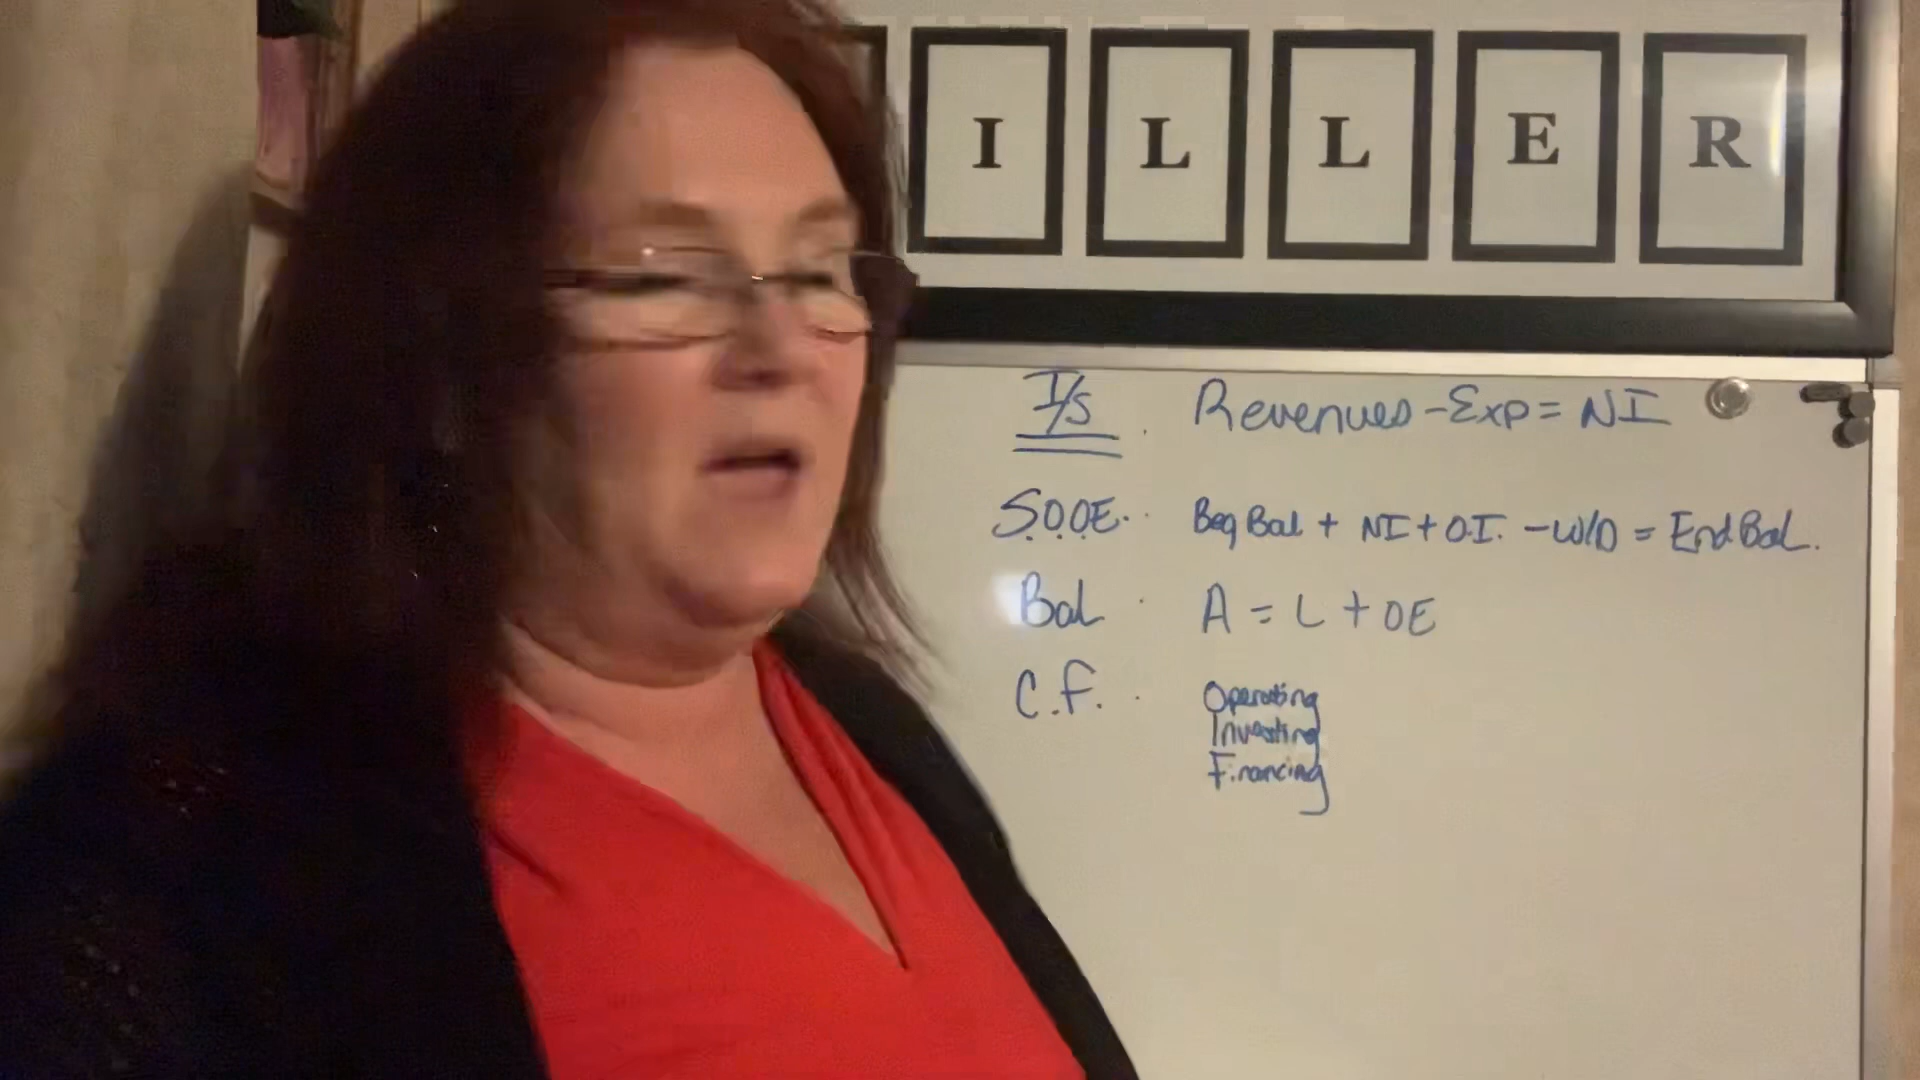 I L L E R
I/S Revenues - Exp = NI
S.O.O.E. Beg Bal + NI + O.I. - W/D = End Bal.
Bal A = L + OE
C.F. Operating
Investing
Financing